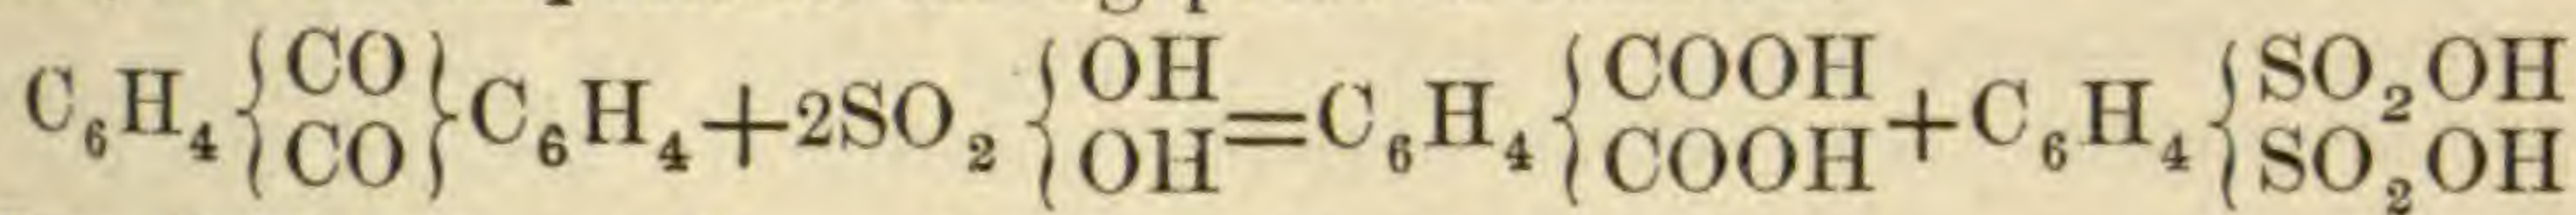 C₆H₄{CO CO}C₆H₄+2SO₂{OH OH=C₆H₄{COOH COOH+C₆H₄{SO₂OH SO₂OH